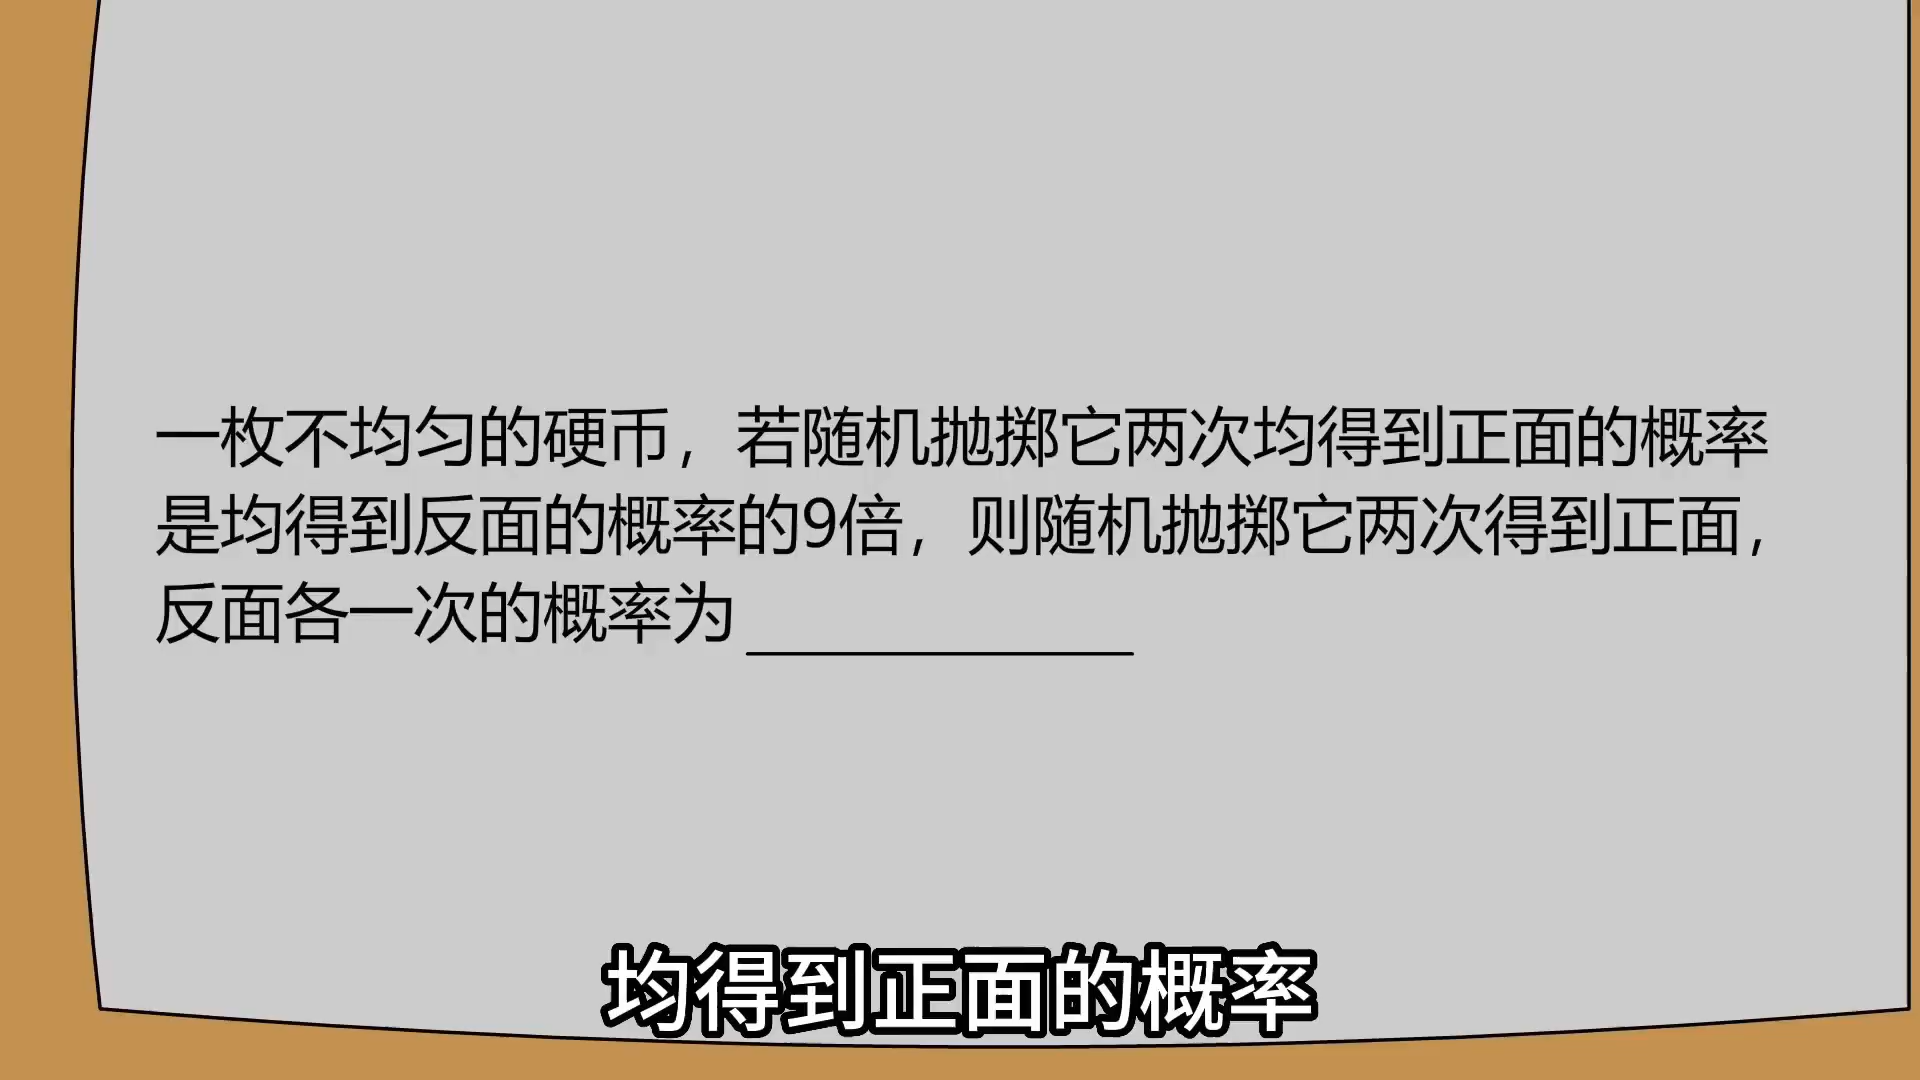 一枚不均匀的硬币，若随机抛掷它两次均得到正面的概率
是均得到反面的概率的9倍，则随机抛掷它两次得到正面，
反面各一次的概率为
均得到正面的概率